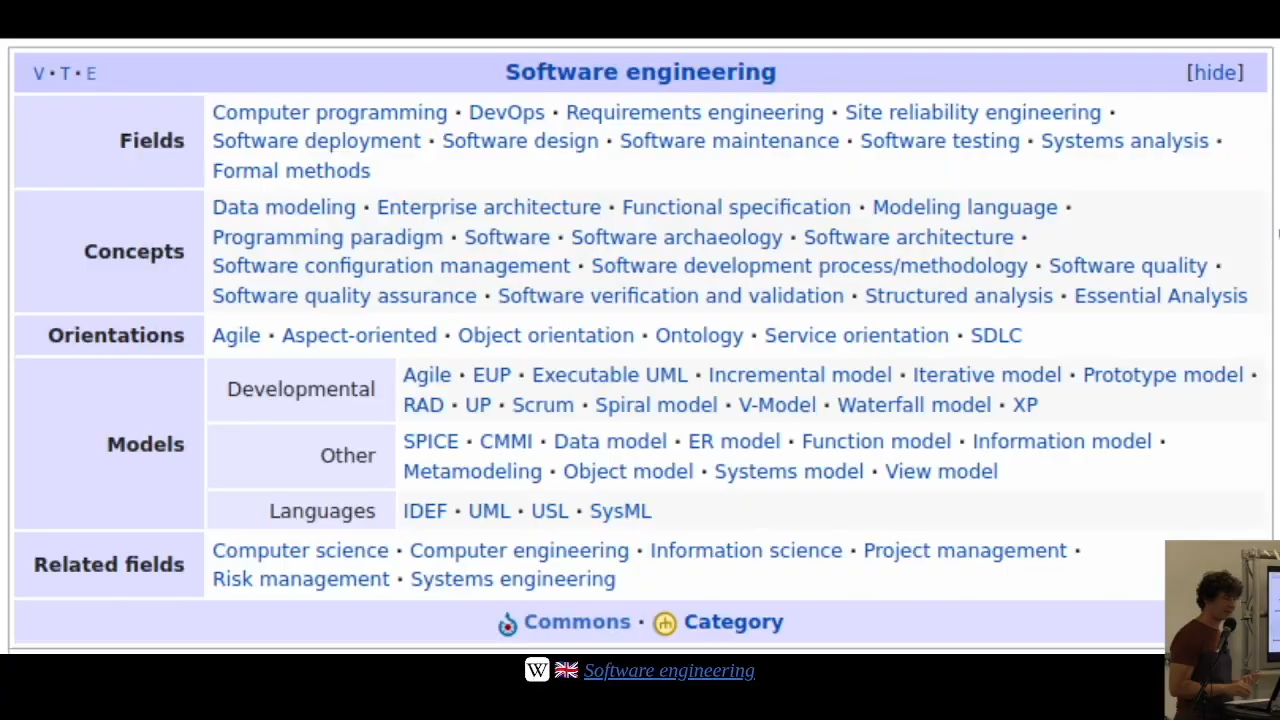 V · T · E Software engineering [hide]
Fields
Computer programming · DevOps · Requirements engineering · Site reliability engineering ·
Software deployment · Software design · Software maintenance · Software testing · Systems analysis ·
Formal methods
Concepts
Data modeling · Enterprise architecture · Functional specification · Modeling language ·
Programming paradigm · Software · Software archaeology · Software architecture ·
Software configuration management · Software development process/methodology · Software quality ·
Software quality assurance · Software verification and validation · Structured analysis · Essential Analysis
Orientations
Agile · Aspect-oriented · Object orientation · Ontology · Service orientation · SDLC
Models
Developmental
Agile · EUP · Executable UML · Incremental model · Iterative model · Prototype model ·
RAD · UP · Scrum · Spiral model · V-Model · Waterfall model · XP
Other
SPICE · CMMI · Data model · ER model · Function model · Information model ·
Metamodeling · Object model · Systems model · View model
Languages
IDEF · UML · USL · SysML
Related fields
Computer science · Computer engineering · Information science · Project management ·
Risk management · Systems engineering
Commons · Category
W Software engineering